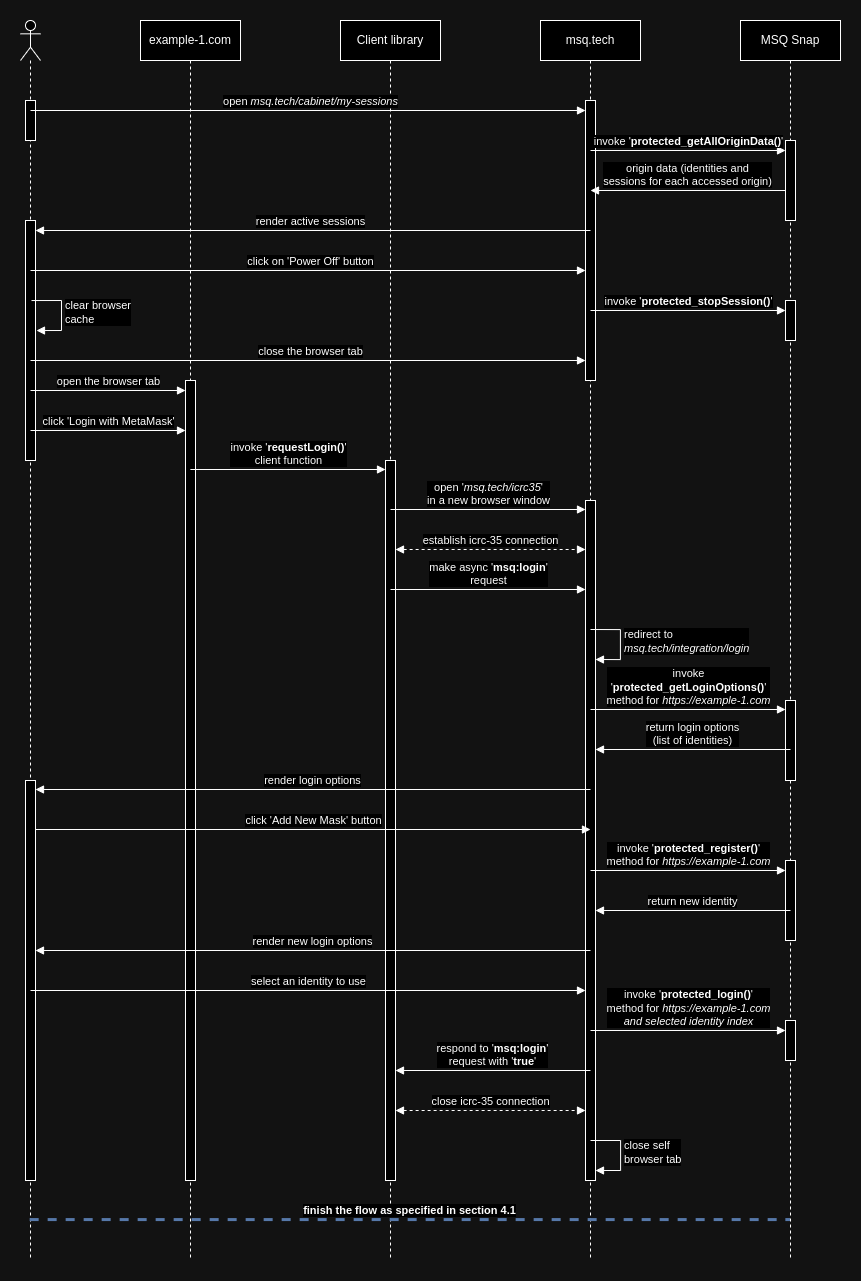 example-1.com
Client library
msq.tech
MSQ Snap
open msq.tech/cabinet/my-sessions
invoke 'protected_getAllOriginData()'
origin data (identities and
sessions for each accessed origin)
render active sessions
click on 'Power Off' button
clear browser
cache
invoke 'protected_stopSession()'
close the browser tab
open the browser tab
click 'Login with MetaMask'
invoke 'requestLogin()'
client function
open 'msq.tech/icrc35'
in a new browser window
establish icrc-35 connection
make async 'msq:login'
request
redirect to
msq.tech/integration/login
invoke
'protected_getLoginOptions()'
method for https://example-1.com
return login options
(list of identities)
render login options
click 'Add New Mask' button
invoke 'protected_register()'
method for https://example-1.com
return new identity
render new login options
select an identity to use
invoke 'protected_login()'
method for https://example-1.com
and selected identity index
respond to 'msq:login'
request with 'true'
close icrc-35 connection
close self
browser tab
finish the flow as specified in section 4.1